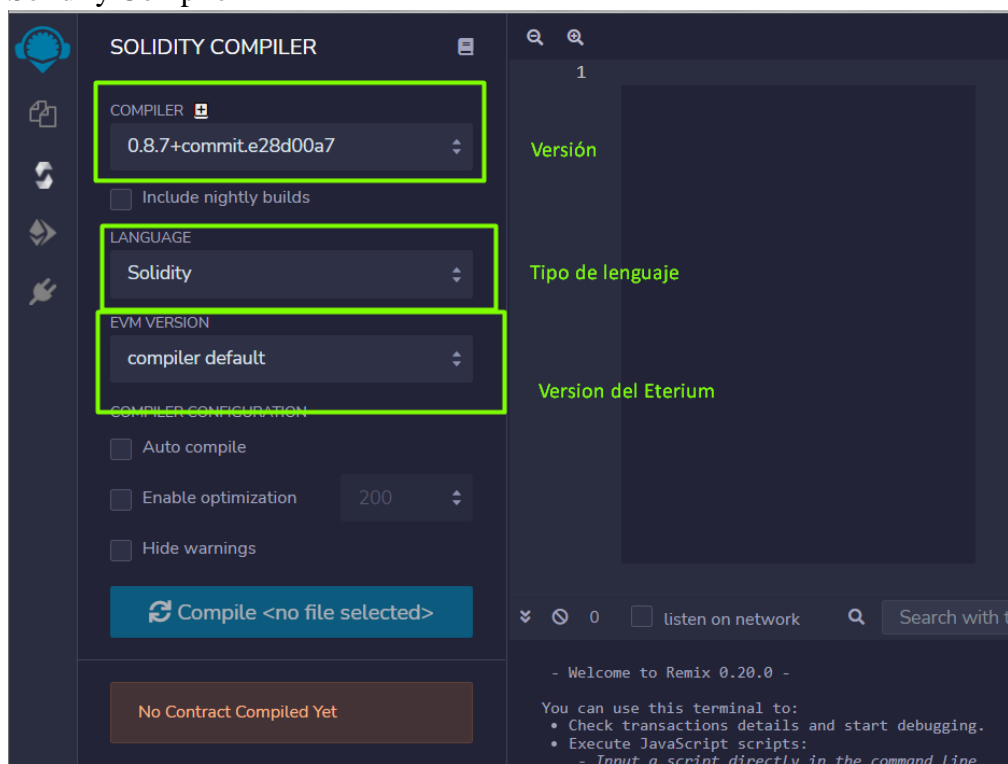 SOLIDITY COMPILER
COMPILER
0.8.7+commit.e28d00a7
Include nightly builds
LANGUAGE
Solidity
EVM VERSION
compiler default
COMPILER CONFIGURATION
Auto compile
Enable optimization 200
Hide warnings
Compile <no file selected>
No Contract Compiled Yet
1
Versión
Tipo de lenguaje
Version del Eterium
0 listen on network Search with t
- Welcome to Remix 0.20.0 -
You can use this terminal to:
• Check transactions details and start debugging.
• Execute JavaScript scripts:
- Input a script directly in the command line